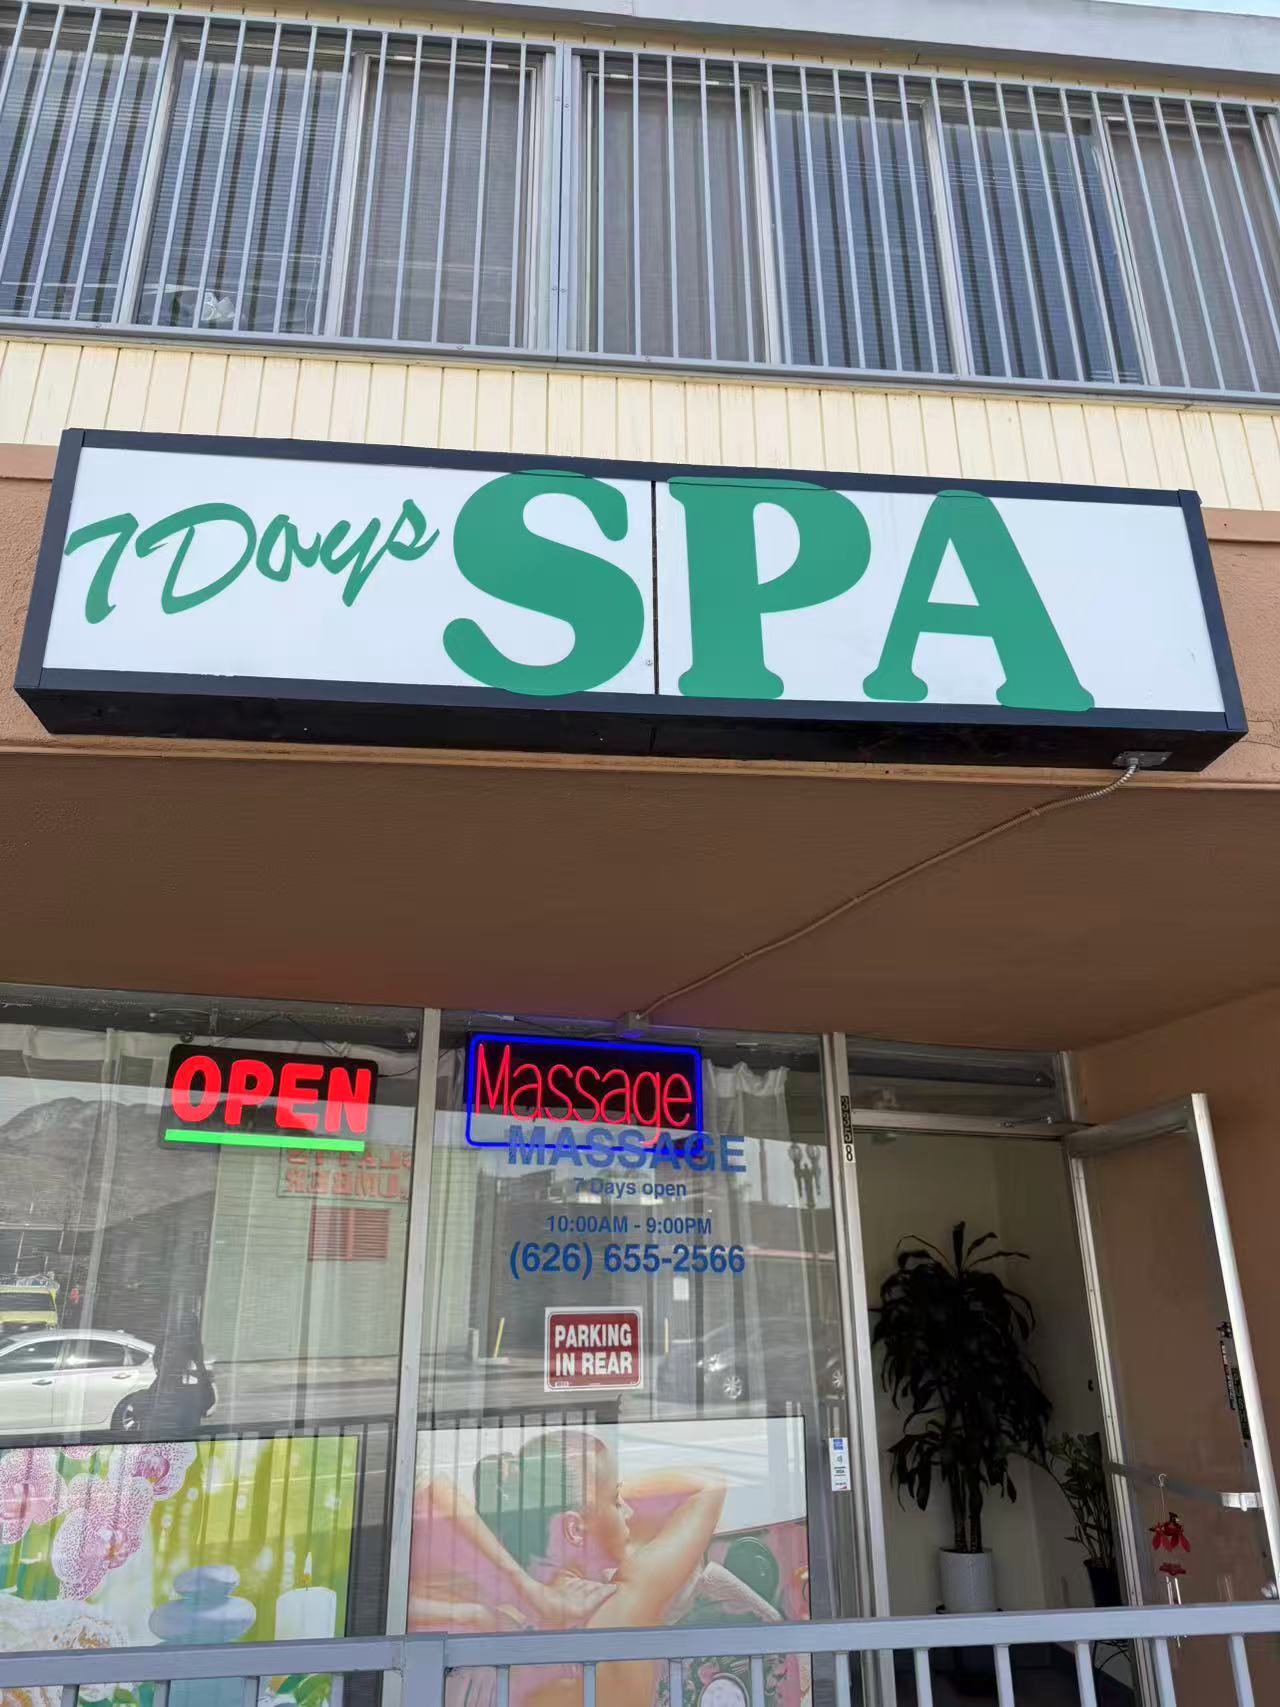 7 Days SPA
OPEN
Massage
MASSAGE
7 Days open
10:00AM - 9:00PM
(626) 655-2566
PARKING
IN REAR
3358